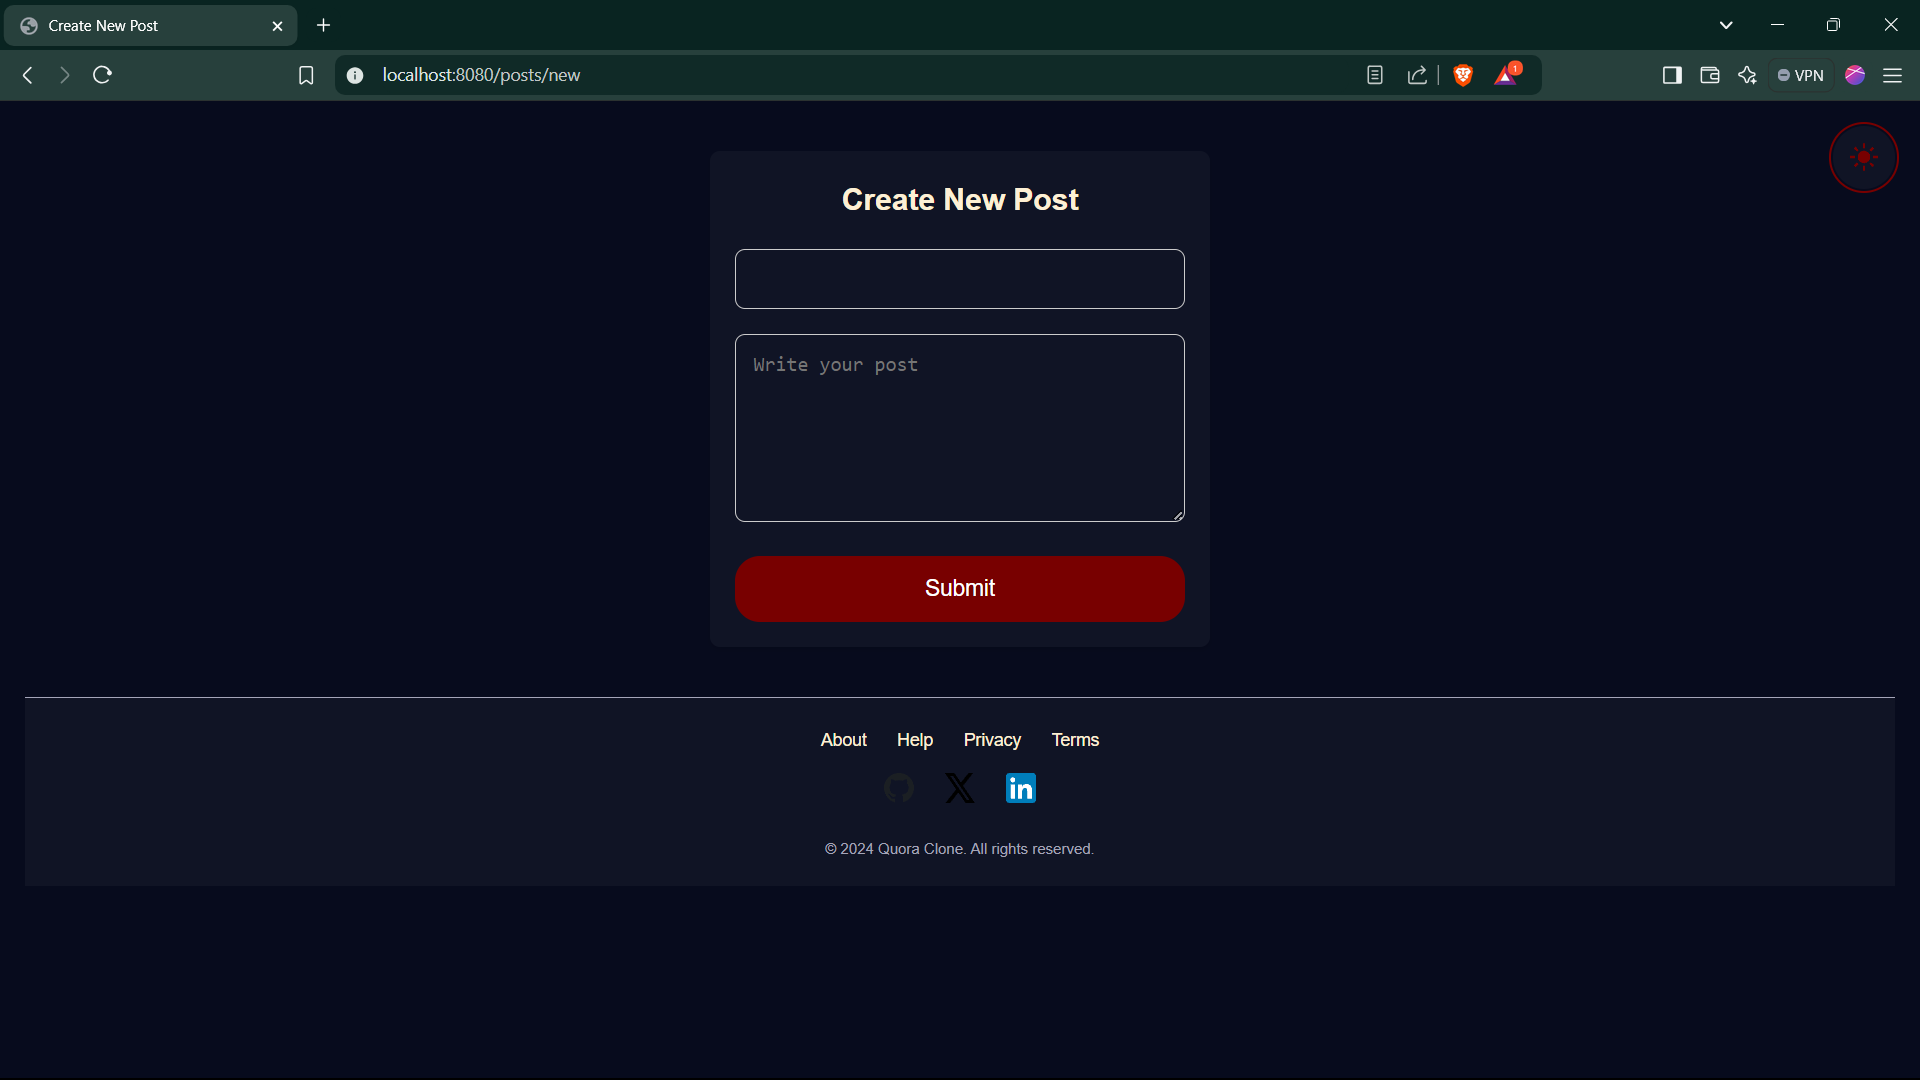 Create New Post
localhost:8080/posts/new
1
VPN
Create New Post
Write your post
Submit
About Help Privacy Terms
in
© 2024 Quora Clone. All rights reserved.